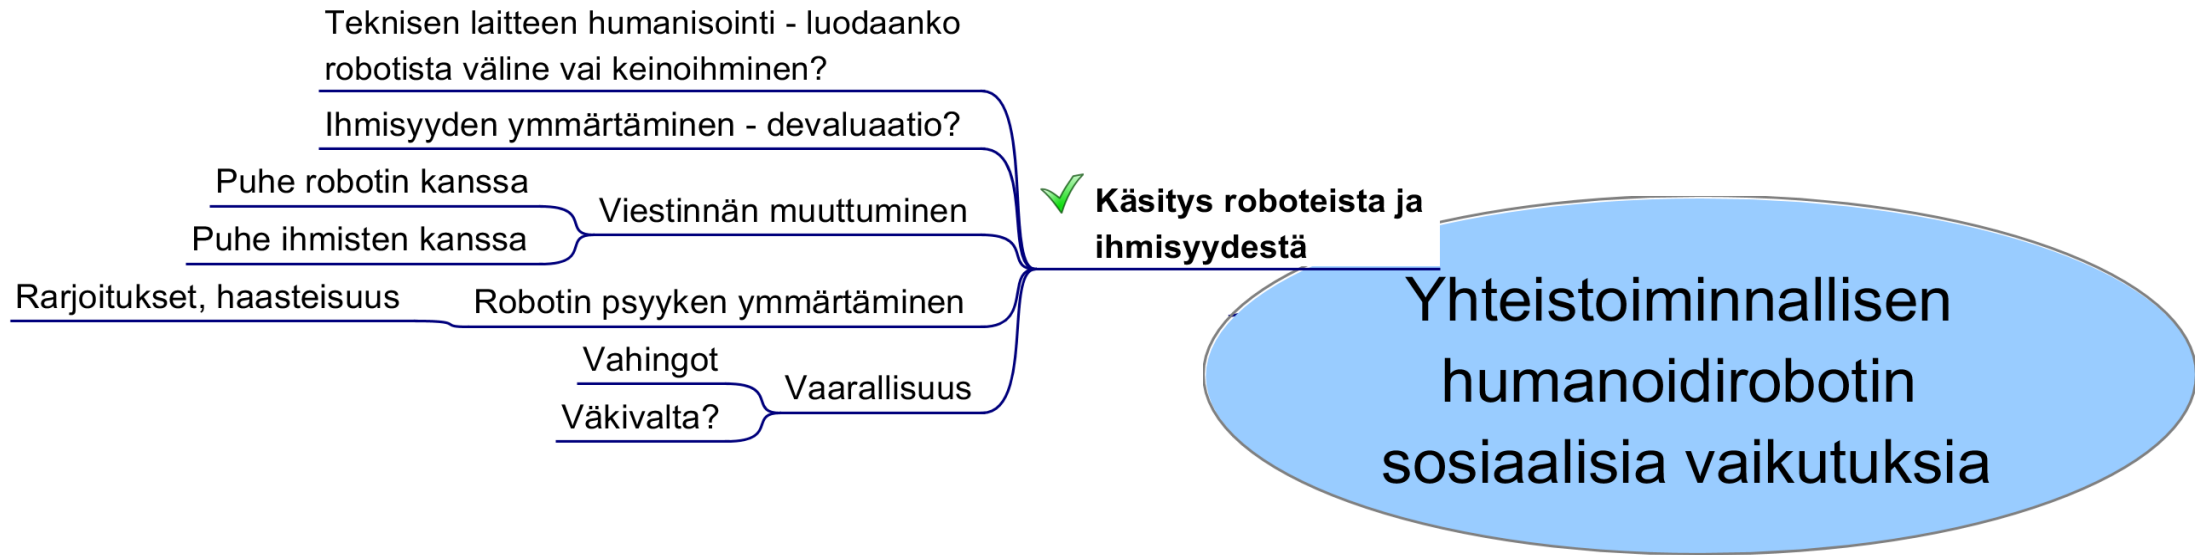 Teknisen laitteen humanisointi - luodaanko
robotista väline vai keinoihminen?
Ihmisyyden ymmärtäminen - devaluaatio?
Puhe robotin kanssa
Viestinnän muuttuminen
Puhe ihmisten kanssa
Rarjoitukset, haasteisuus
Robotin psyyken ymmärtäminen
Vahingot
Vaarallisuus
Väkivalta?
Käsitys roboteista ja
ihmisyydestä
Yhteistoiminnallisen
humanoidirobotin
sosiaalisia vaikutuksia